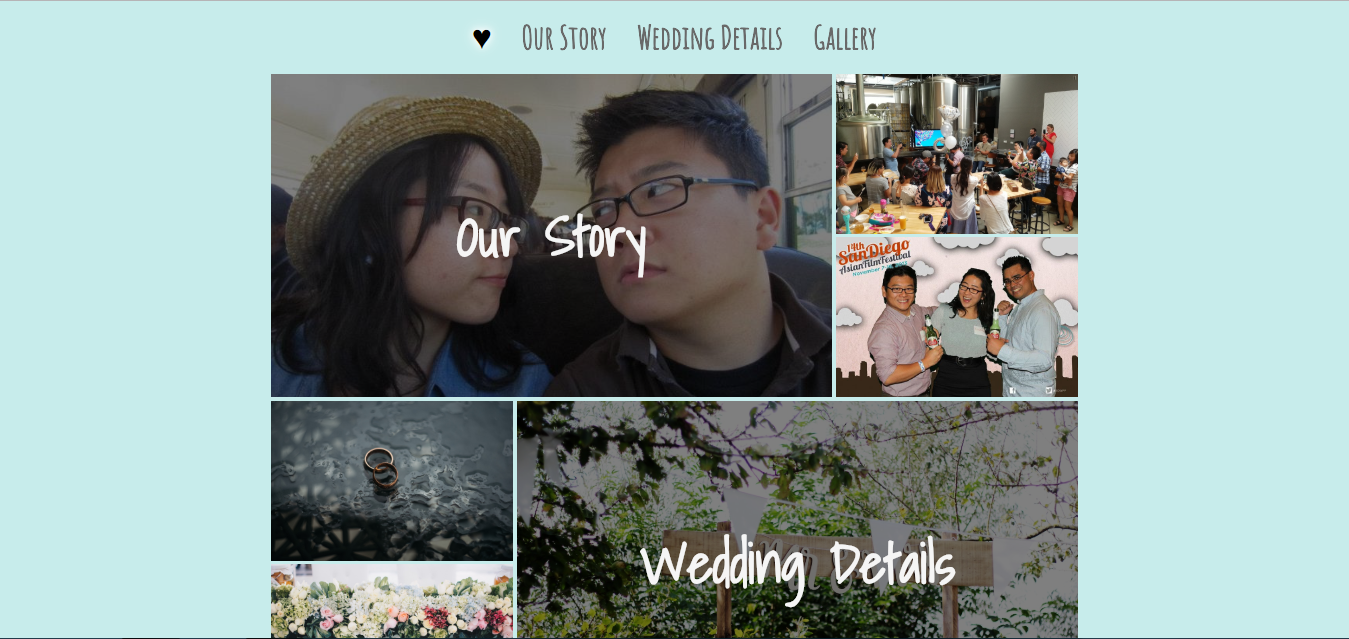 ♥ Our Story Wedding Details Gallery
Our Story
14th
San Diego
Asian Film Festival
Wedding Details